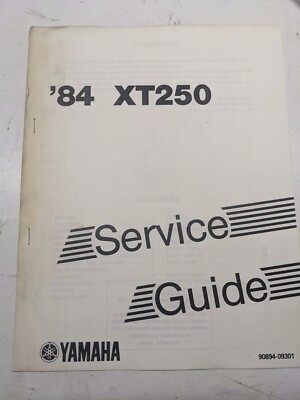 '84 XT250
Service
Guide
YAMAHA
90894-09301